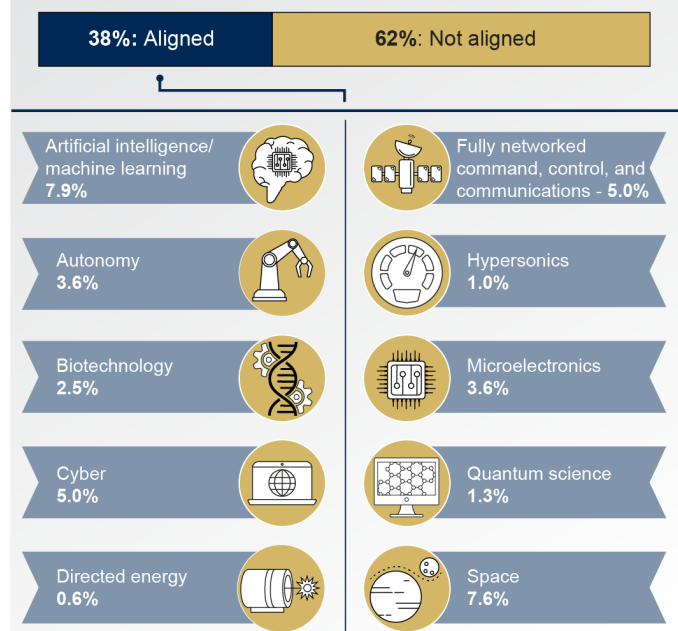 38%: Aligned
62%: Not aligned
Artificial intelligence/
machine learning
7.9%
Autonomy
3.6%
Biotechnology
2.5%
Cyber
5.0%
Directed energy
0.6%
Fully networked
command, control, and
communications - 5.0%
Hypersonics
1.0%
Microelectronics
3.6%
Quantum science
1.3%
Space
7.6%